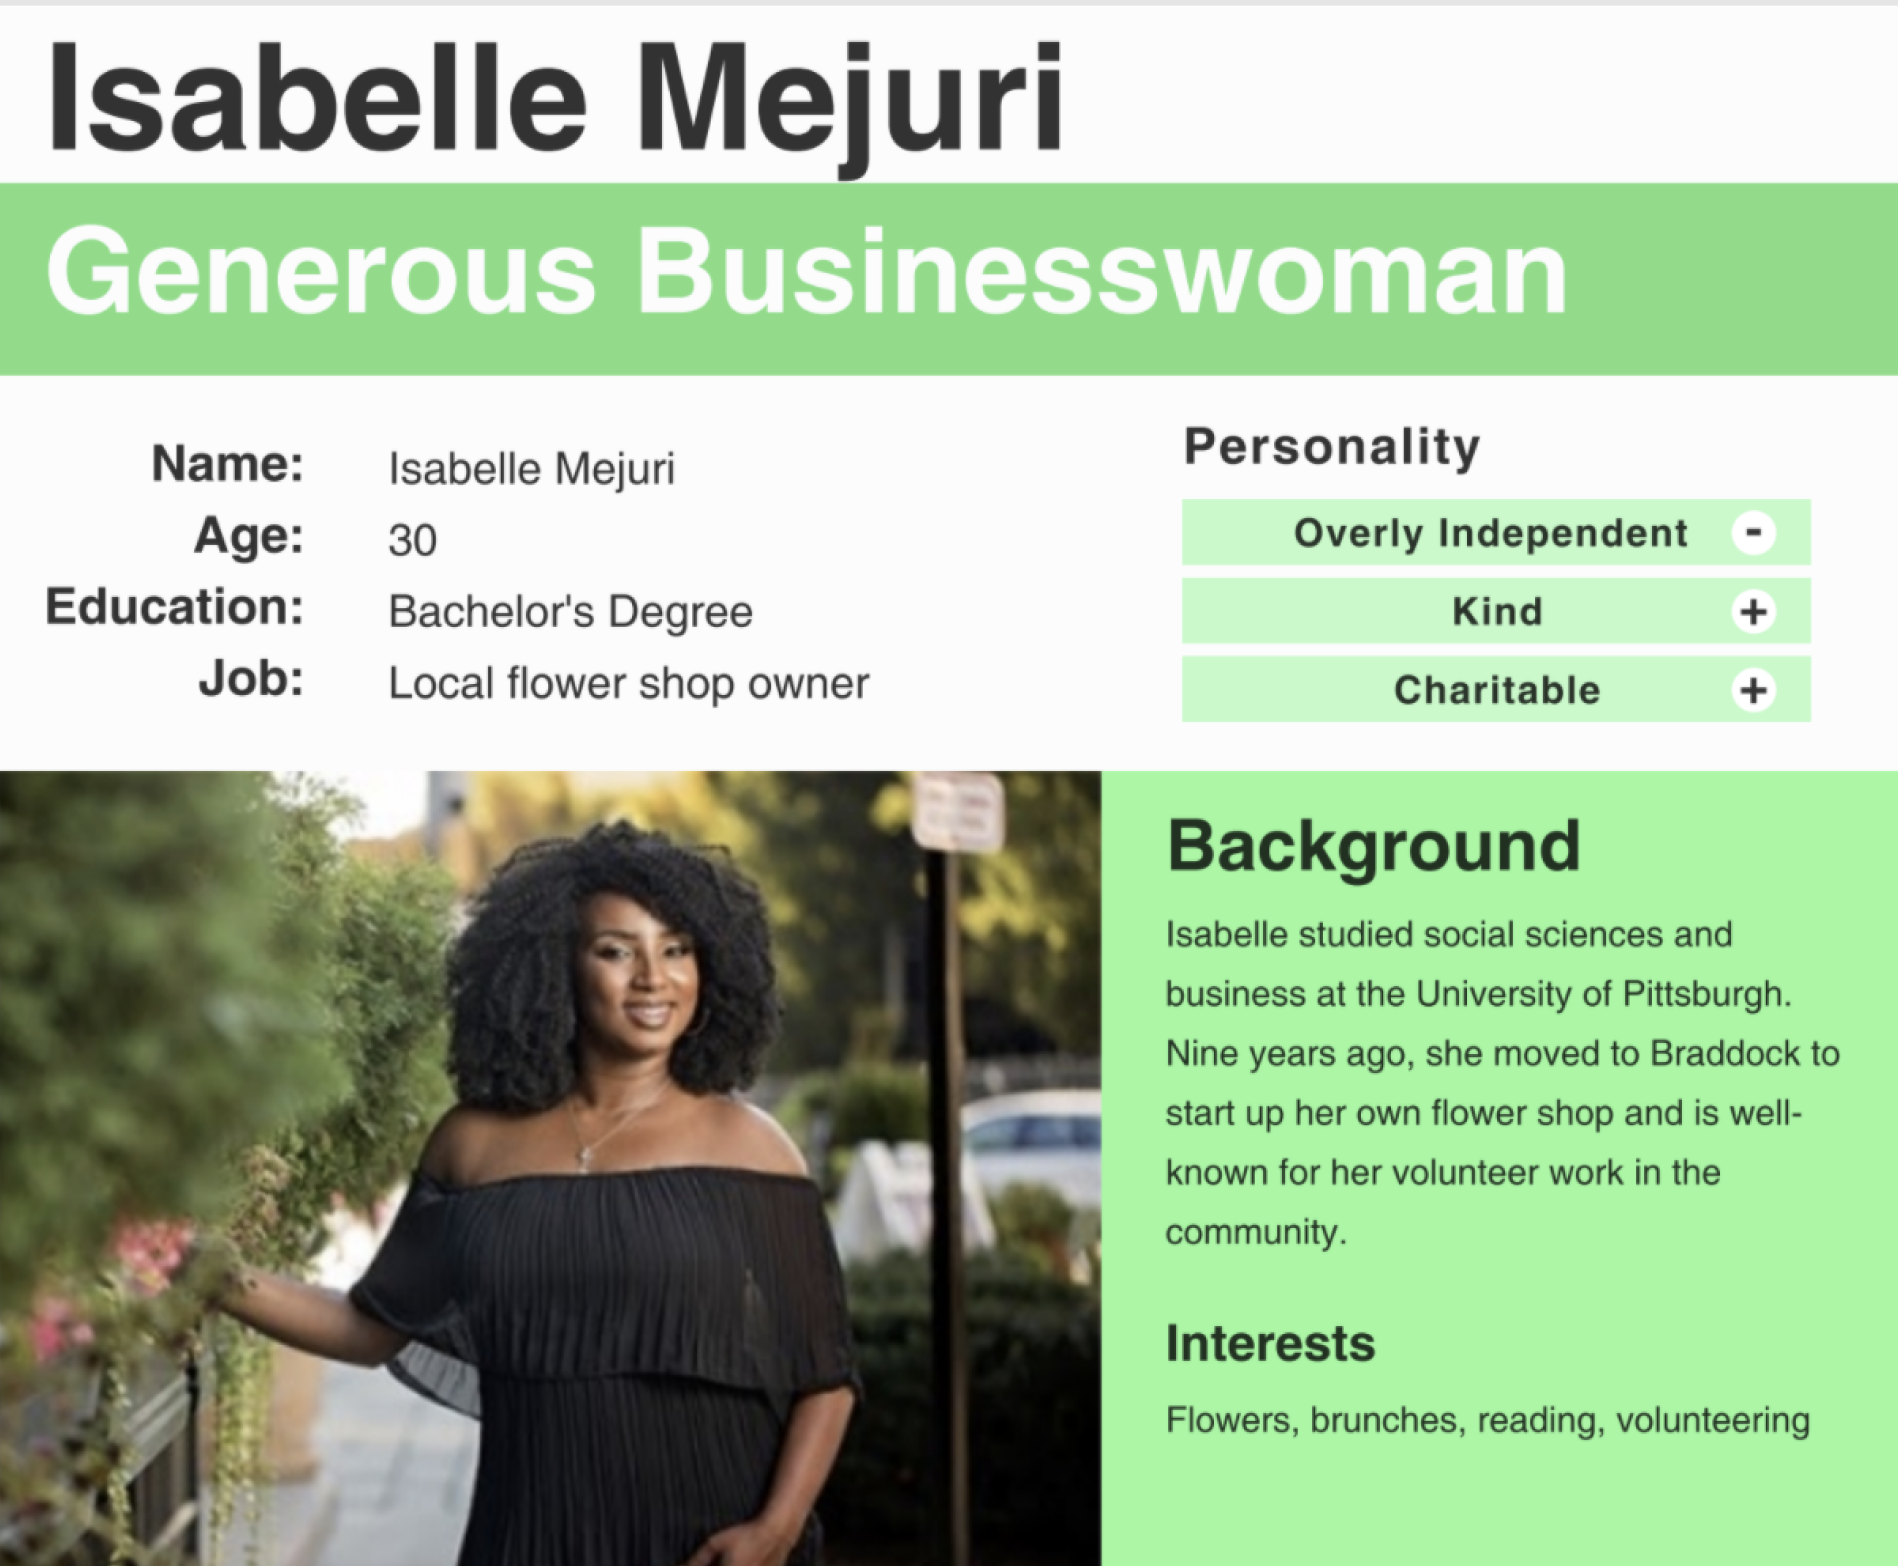 Isabelle Mejuri
Generous Businesswoman
Name: Isabelle Mejuri
Age: 30
Education: Bachelor's Degree
Job: Local flower shop owner
Personality
Overly Independent -
Kind +
Charitable +
Background
Isabelle studied social sciences and
business at the University of Pittsburgh.
Nine years ago, she moved to Braddock to
start up her own flower shop and is well-
known for her volunteer work in the
community.
Interests
Flowers, brunches, reading, volunteering